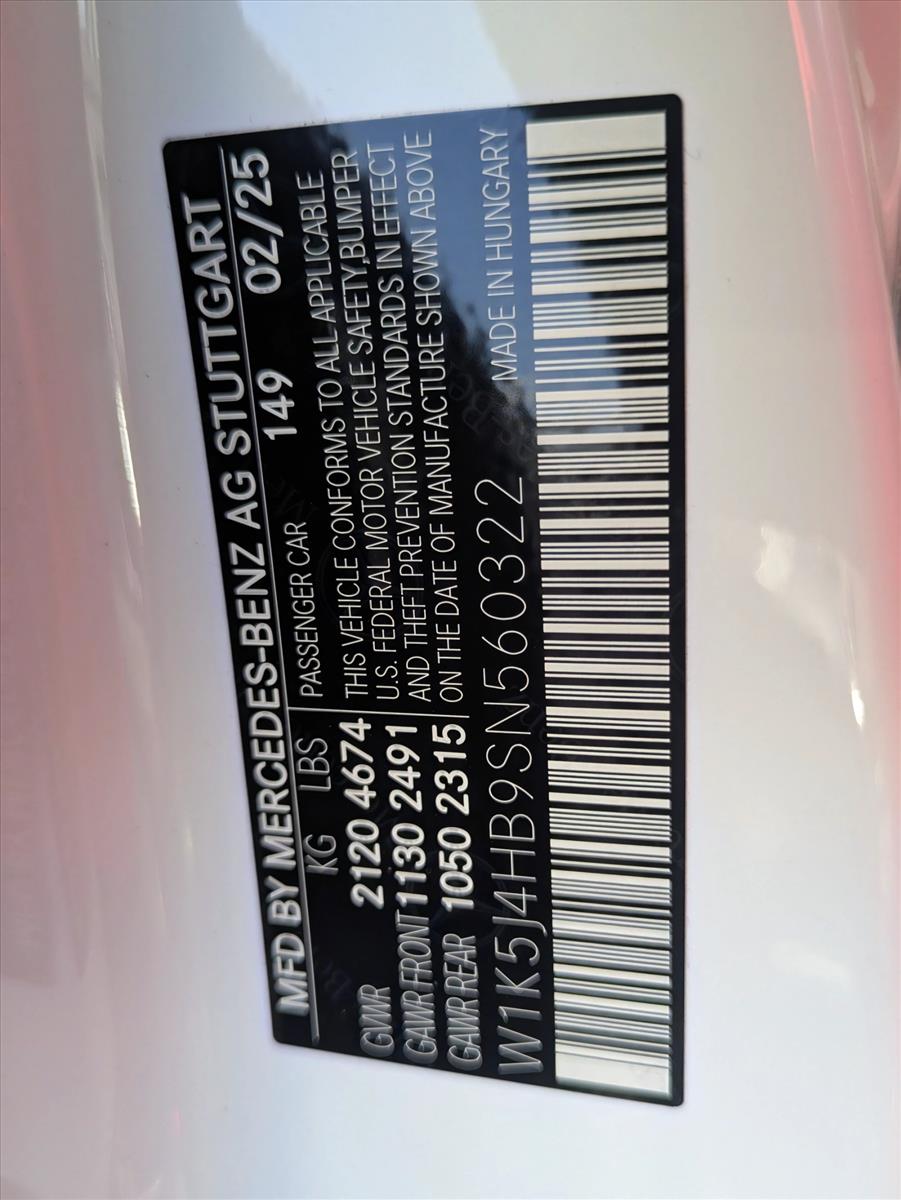 MFD BY MERCEDES-BENZ AG STUTTGART
KG LBS PASSENGER CAR 149 02/25
GVWR 2120 4674 THIS VEHICLE CONFORMS TO ALL APPLICABLE
U.S. FEDERAL MOTOR VEHICLE SAFETY,BUMPER
GAWR FRONT 1130 2491 AND THEFT PREVENTION STANDARDS IN EFFECT
GAWR REAR 1050 2315 ON THE DATE OF MANUFACTURE SHOWN ABOVE
W1K5J4HB9SN560322 MADE IN HUNGARY